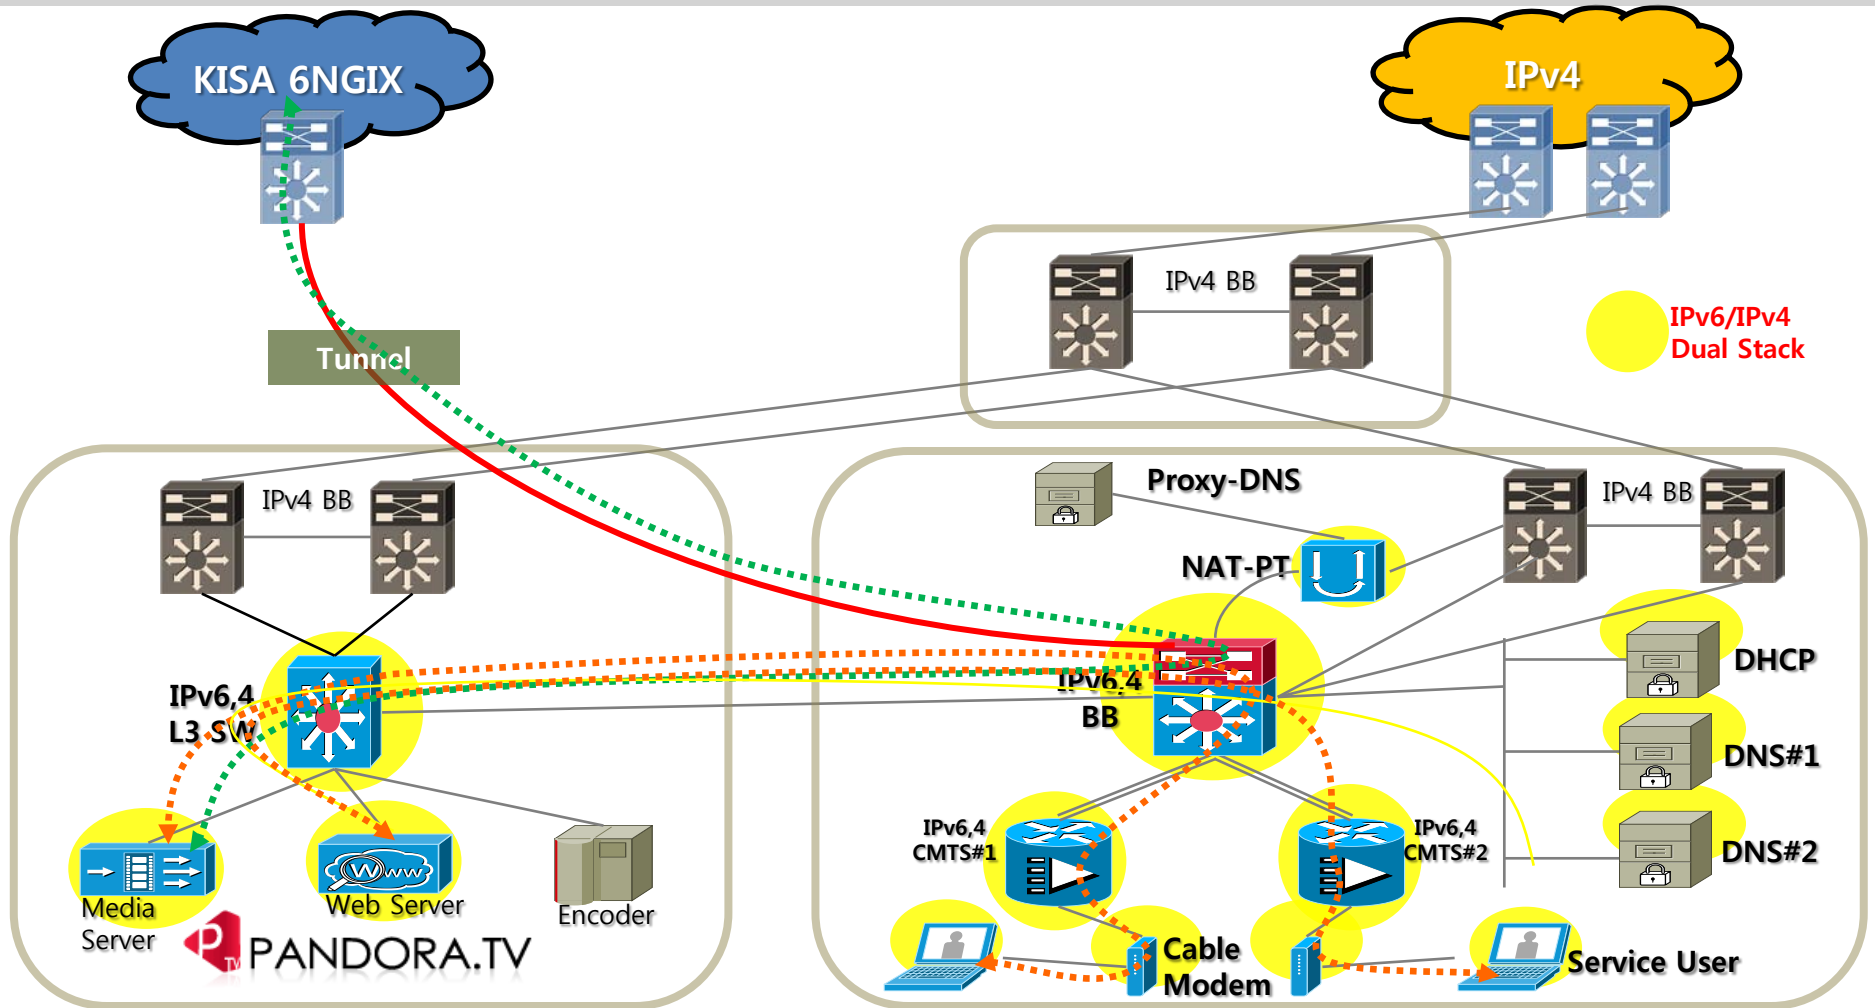 KISA 6NGIX
IPv4
IPv4 BB
IPv6/IPv4
Dual Stack
Tunnel
IPv4 BB
Proxy-DNS
IPv4 BB
NAT-PT
IPv6,4
L3 SW
IPv6,4
BB
DHCP
DNS#1
DNS#2
IPv6,4
CMTS#1
IPv6,4
CMTS#2
www
Media
Server
Web Server
Encoder
P
TV
PANDORA.TV
Cable
Modem
Service User